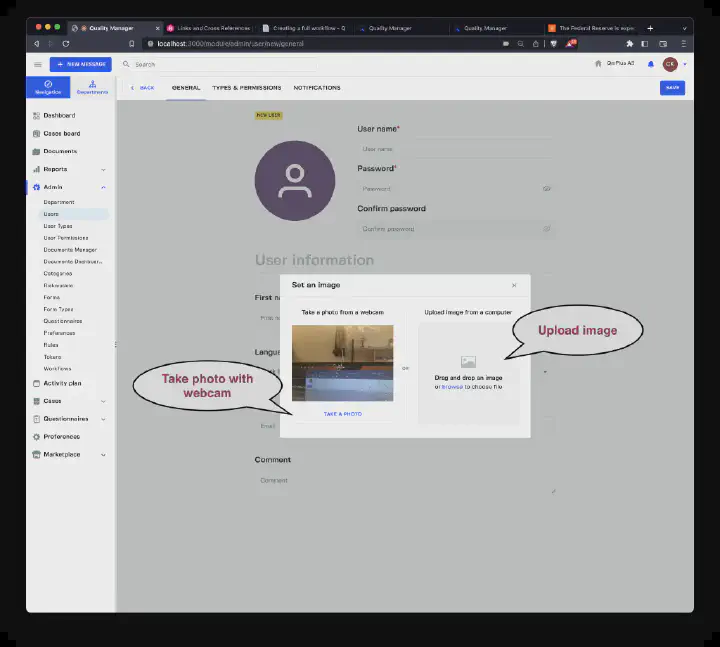 Quality Manager
Links and Cross References
Creating a full workflow - Q
Quality Manager
Quality Manager
The Federal Reserve is expe
localhost:3000/module/admin/user/new/general
NEW MESSAGE
Search
QmPlus AS
CK
Navigation
Departments
BACK
GENERAL
TYPES & PERMISSIONS
NOTIFICATIONS
SAVE
Dashboard
Cases board
Documents
Reports
Admin
Department
Users
User Types
User Permissions
Documents Manager
Documents Dashboar..
Categories
Riskware
Forms
Form Types
Questionnaires
Preferences
Rules
Tokens
Workflows
Activity plan
Cases
Questionnaires
Preferences
Marketplace
NEW USER
User name*
User name
Password*
Password
Confirm password
Confirm password
User information
First n
Langua
Email
Comment
Comment
Set an image
Take a photo from a webcam
Upload image from a computer
TAKE A PHOTO
OR
Drag and drop an image
or browse to choose file
Take photo with
webcam
Upload image